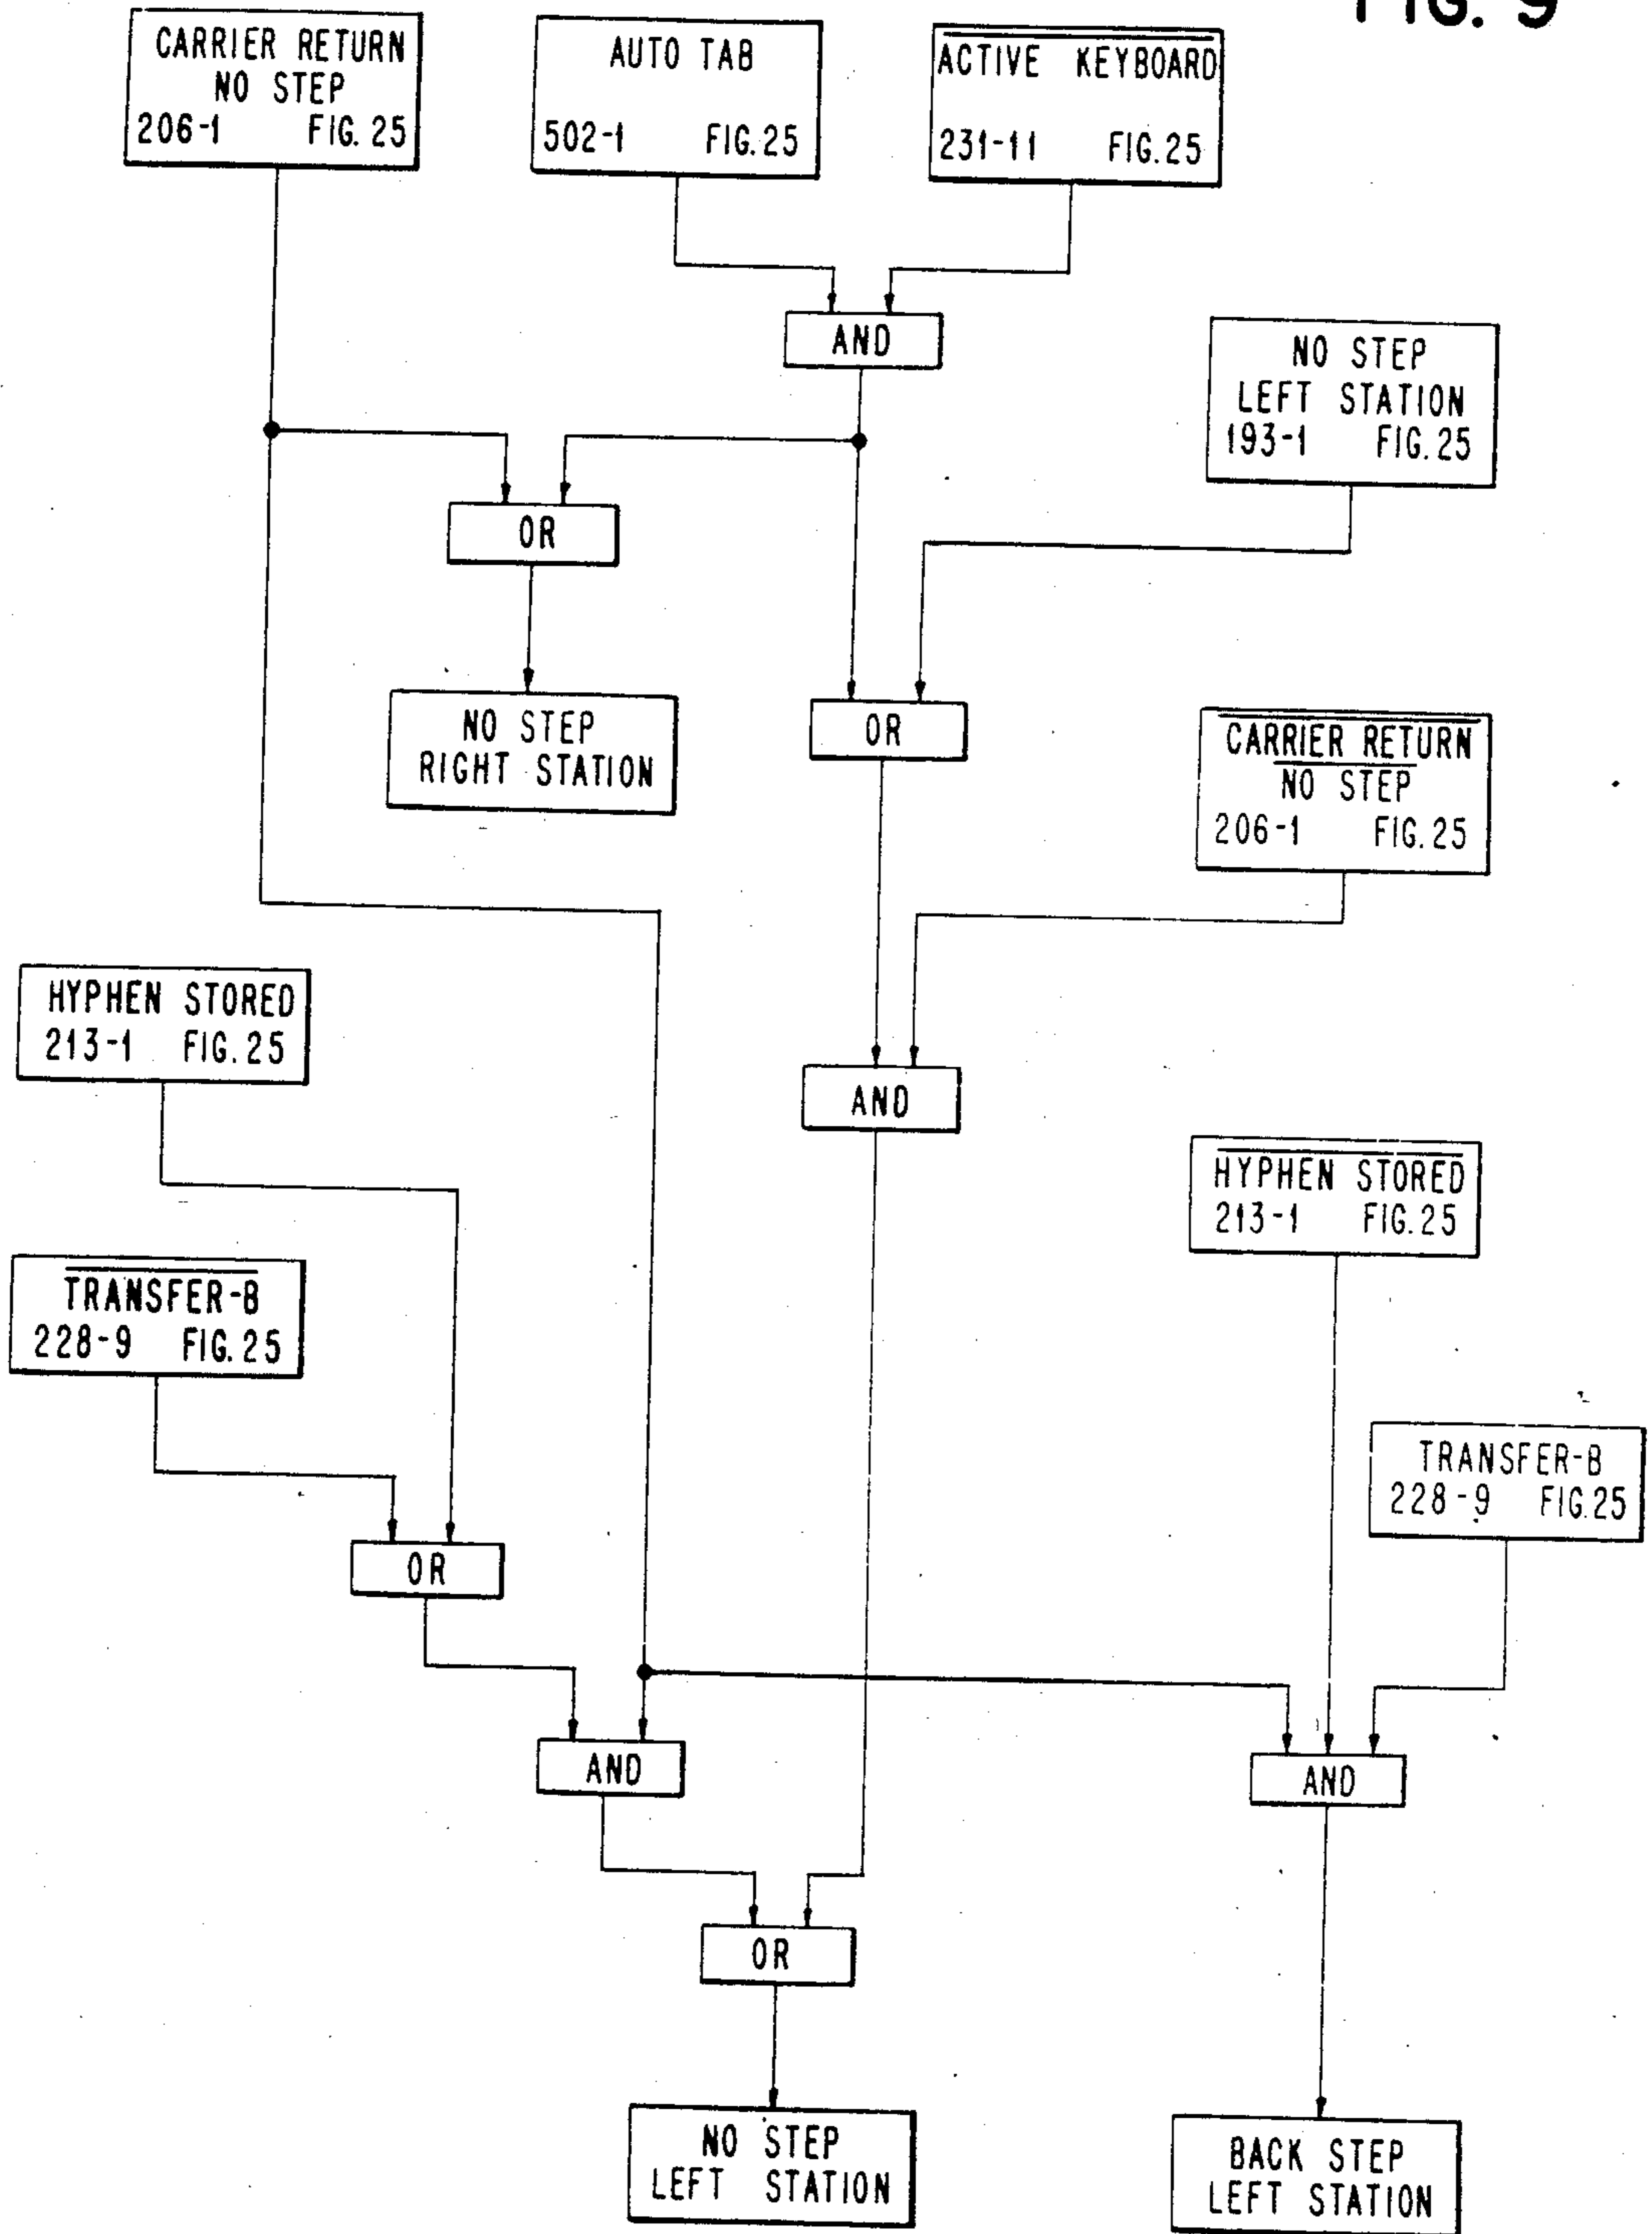 FIG. 9
CARRIER RETURN
NO STEP
206-1 FIG. 25
AUTO TAB
502-1 FIG.25
ACTIVE KEYBOARD
231-11 FIG.25
AND
NO STEP
LEFT STATION
193-1 FIG.25
OR
NO STEP
RIGHT STATION
OR
CARRIER RETURN
NO STEP
206-1 FIG.25
HYPHEN STORED
213-1 FIG.25
AND
HYPHEN STORED
213-1 FIG.25
TRANSFER-B
228-9 FIG.25
TRANSFER-B
228-9 FIG.25
OR
AND
AND
OR
NO STEP
LEFT STATION
BACK STEP
LEFT STATION